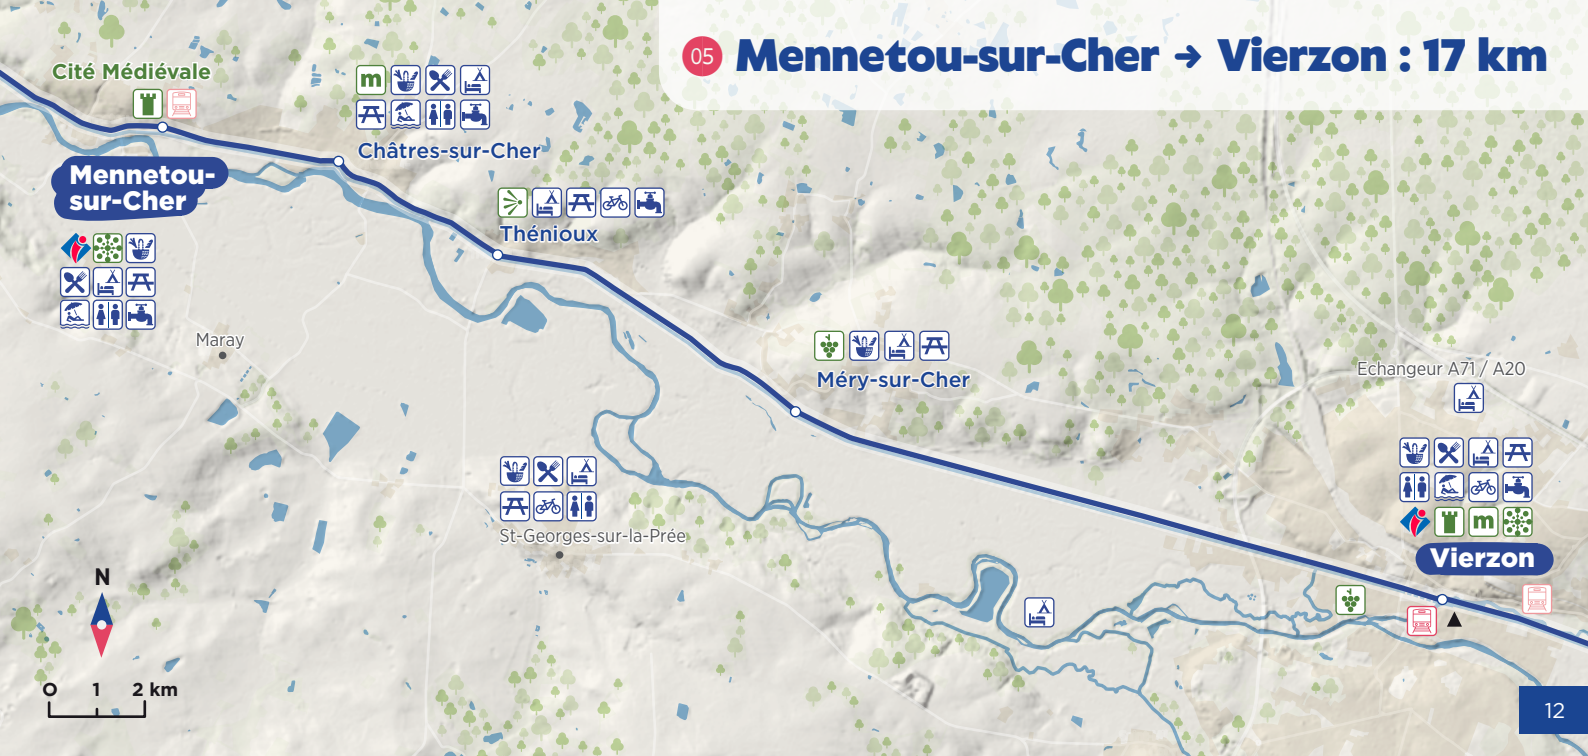 05 Mennetou-sur-Cher → Vierzon : 17 km
Cité Médiévale
m
Châtres-sur-Cher
Mennetou-
sur-Cher
Thénioux
Maray
Méry-sur-Cher
Echangeur A71 / A20
St-Georges-sur-la-Prée
m
Vierzon
N
0 1 2 km
12